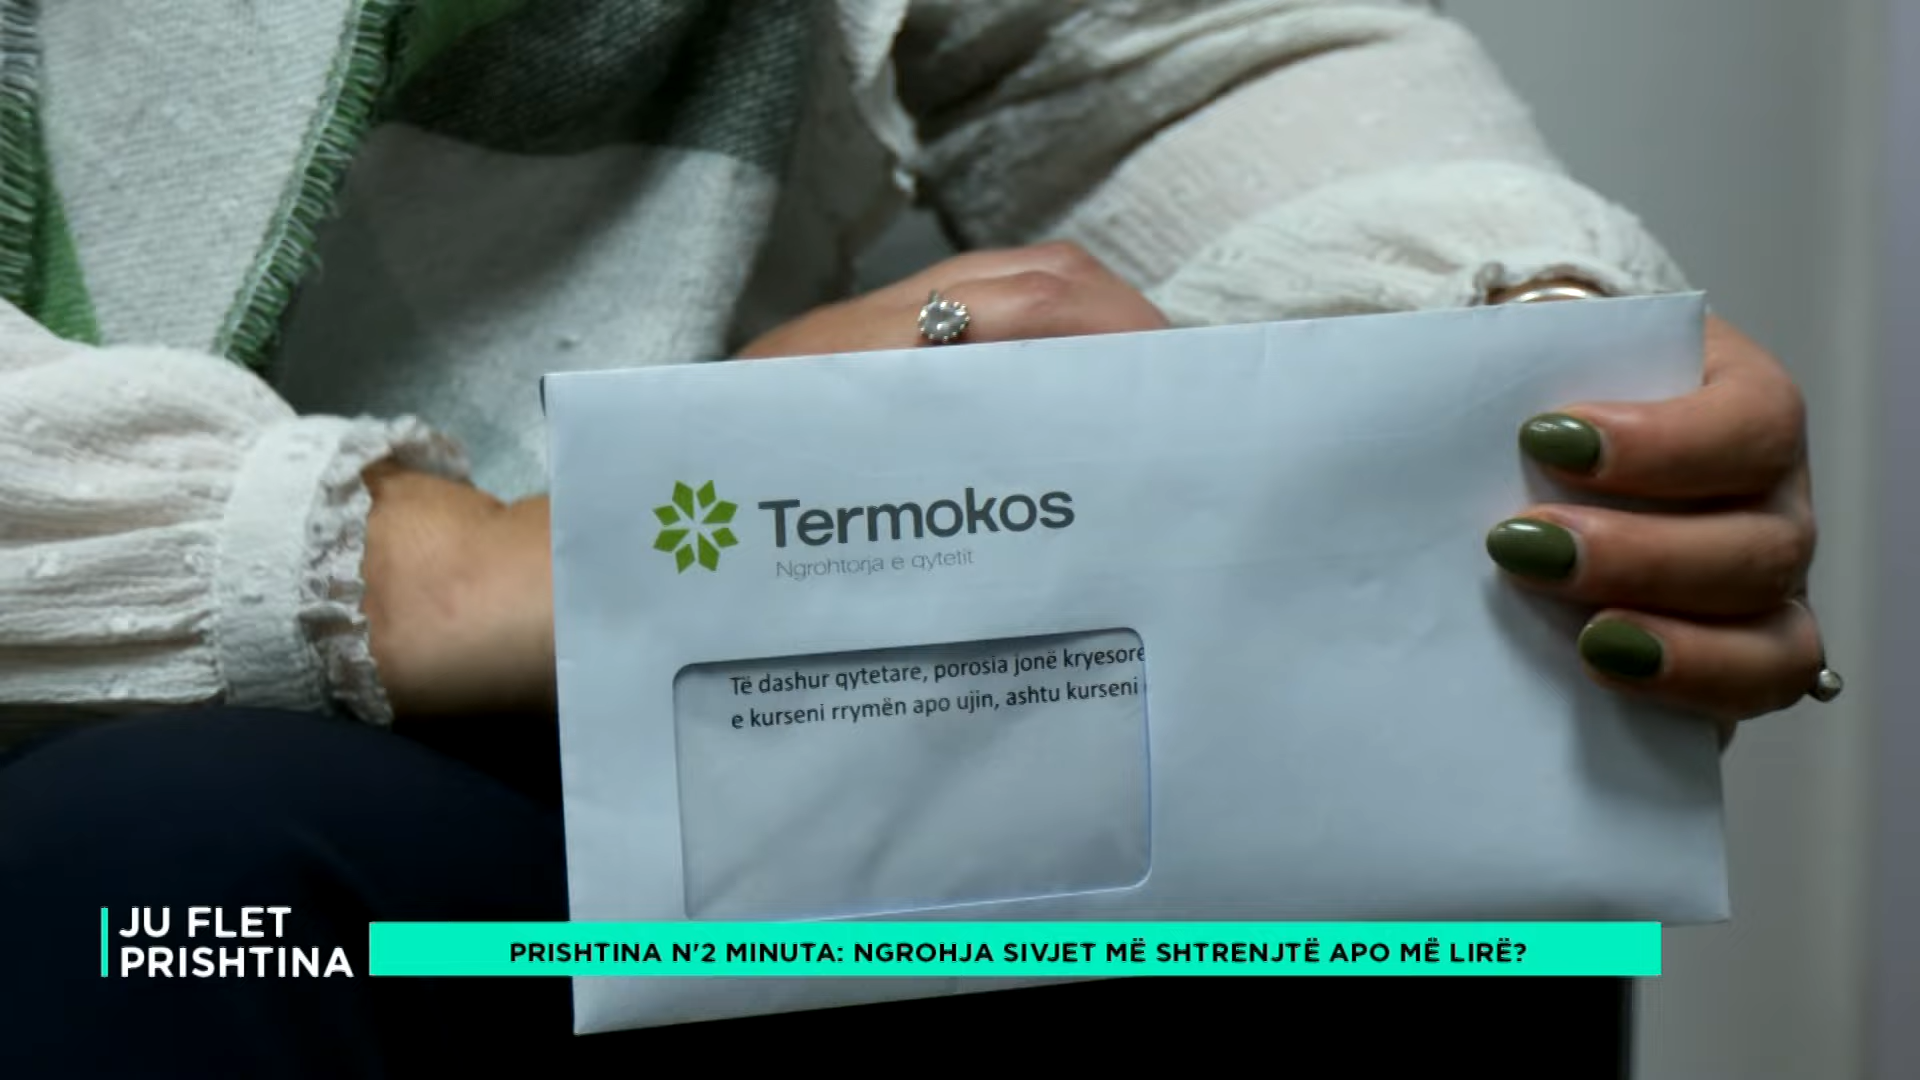 Termokos
Ngrohtorja e qytetit
Të dashur qytetare, porosia jonë kryesore
e kurseni rrymën apo ujin, ashtu kurseni
JU FLET
PRISHTINA
PRISHTINA N'2 MINUTA: NGROHJA SIVJET MË SHTRENJTË APO MË LIRË?